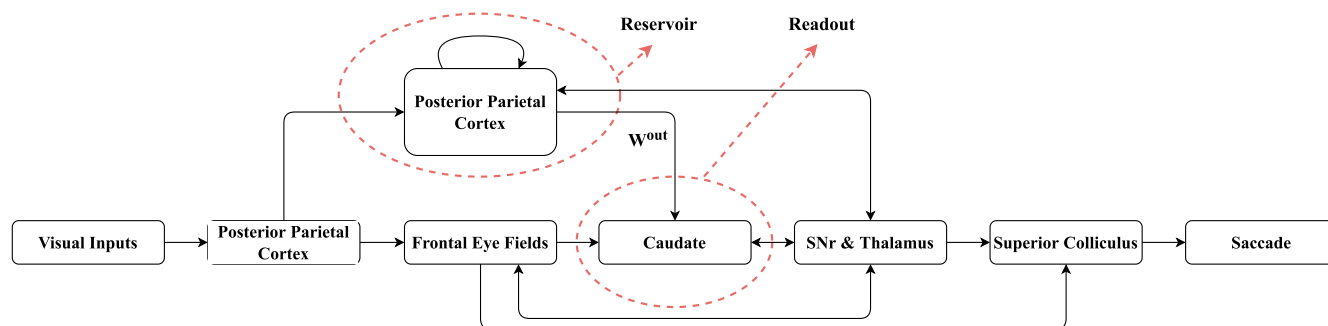 Reservoir
Readout
Posterior Parietal
Cortex
W^out
Visual Inputs
Posterior Parietal
Cortex
Frontal Eye Fields
Caudate
SNr & Thalamus
Superior Colliculus
Saccade